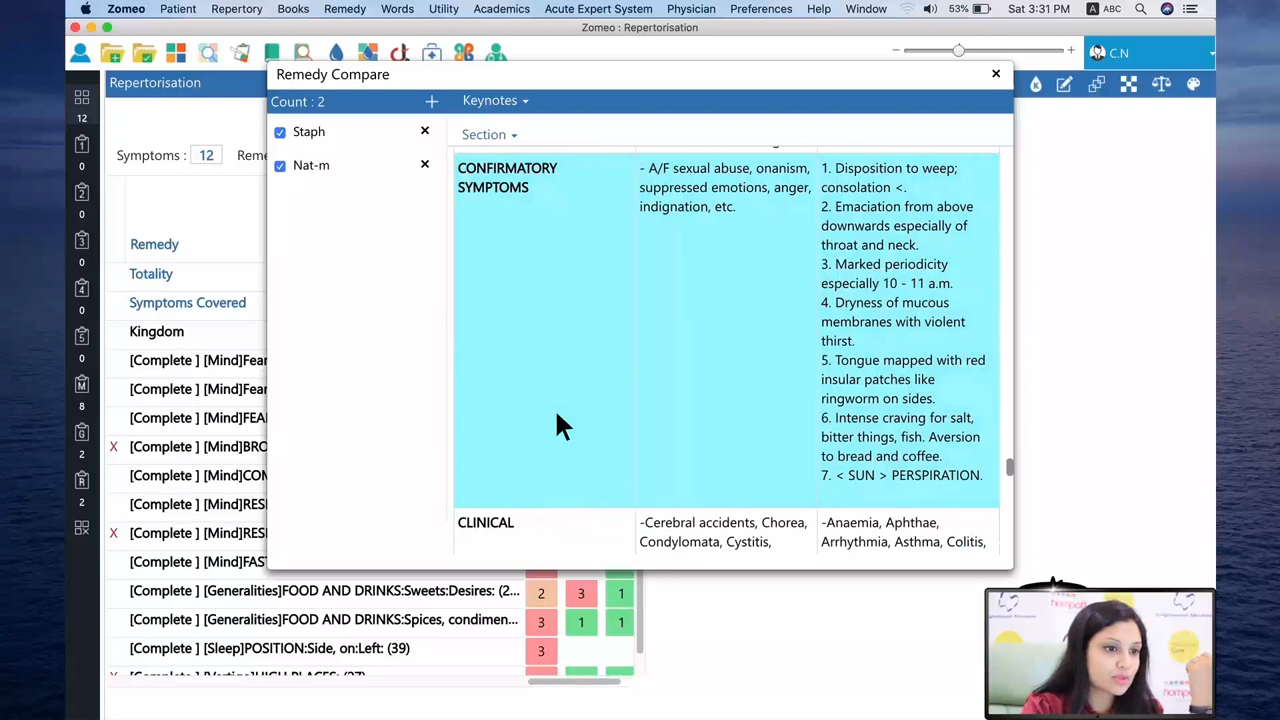 Zomeo Patient Repertory Books Remedy Words Utility Academics Acute Expert System Physician Preferences Help Window 53% Sat 3:31 PM A ABC
Zomeo : Repertorisation
C.N
Repertorisation
12
1
0
2
0
3
0
4
0
5
0
M
8
G
2
R
2
Symptoms : 12 Reme
Remedy
Totality
Symptoms Covered
Kingdom
[Complete ] [Mind]Fear
[Complete ] [Mind]Fear
[Complete ] [Mind]FEA
X [Complete ] [Mind]BRO
[Complete ] [Mind]CON
[Complete ] [Mind]RES
X [Complete ] [Mind]RES
[Complete ] [Mind]FAS
[Complete ] [Generalities]FOOD AND DRINKS:Sweets:Desires: (2... 2 3 1
[Complete ] [Generalities]FOOD AND DRINKS:Spices, condimen... 3 1 1
[Complete ] [Sleep]POSITION:Side, on:Left: (39) 3
Remedy Compare
Count : 2
Keynotes
Staph
Nat-m
Section
CONFIRMATORY
SYMPTOMS
- A/F sexual abuse, onanism,
suppressed emotions, anger,
indignation, etc.
1. Disposition to weep;
consolation <.
2. Emaciation from above
downwards especially of
throat and neck.
3. Marked periodicity
especially 10 - 11 a.m.
4. Dryness of mucous
membranes with violent
thirst.
5. Tongue mapped with red
insular patches like
ringworm on sides.
6. Intense craving for salt,
bitter things, fish. Aversion
to bread and coffee.
7. < SUN > PERSPIRATION.
CLINICAL
-Cerebral accidents, Chorea,
Condylomata, Cystitis,
-Anaemia, Aphthae,
Arrhythmia, Asthma, Colitis,